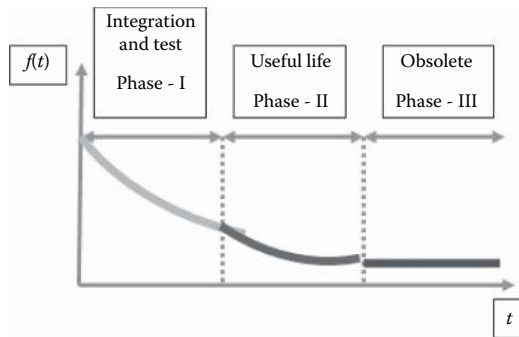 f(t)
Integration
and test
Phase - I
Useful life
Phase - II
Obsolete
Phase - III
t